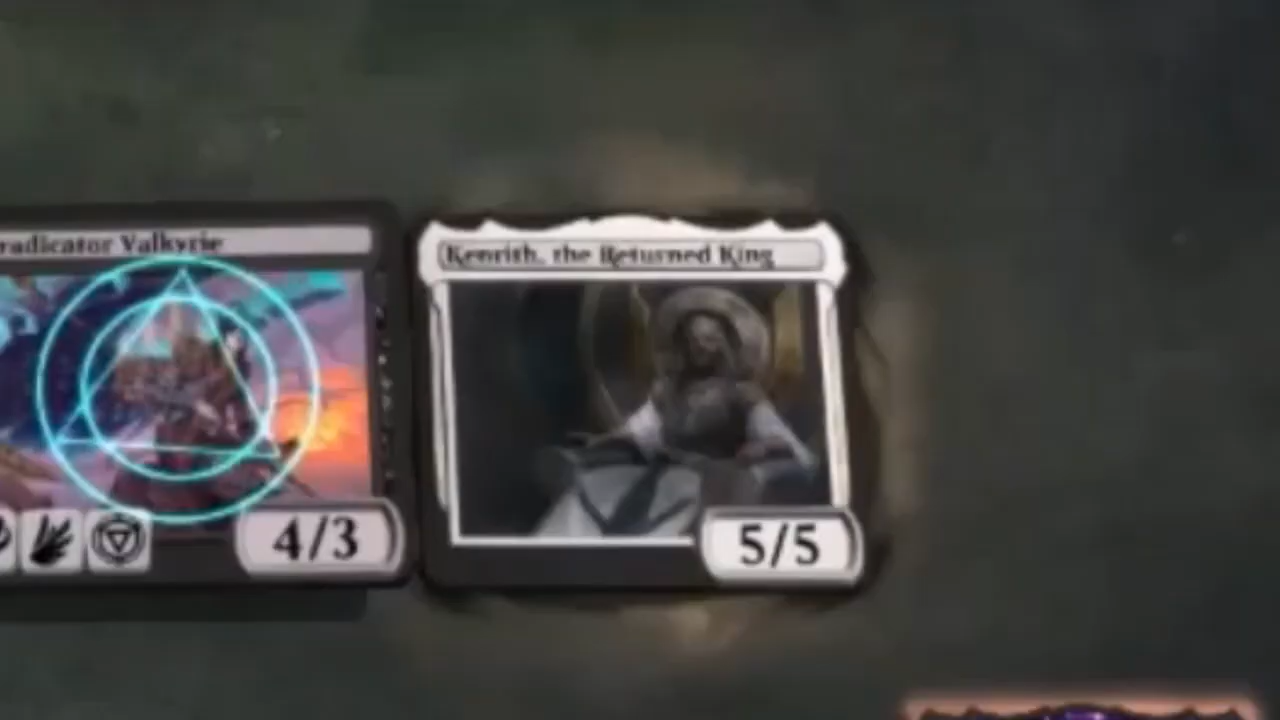 radicator Valkyrie
Kenrith, the Returned King
4/3
5/5